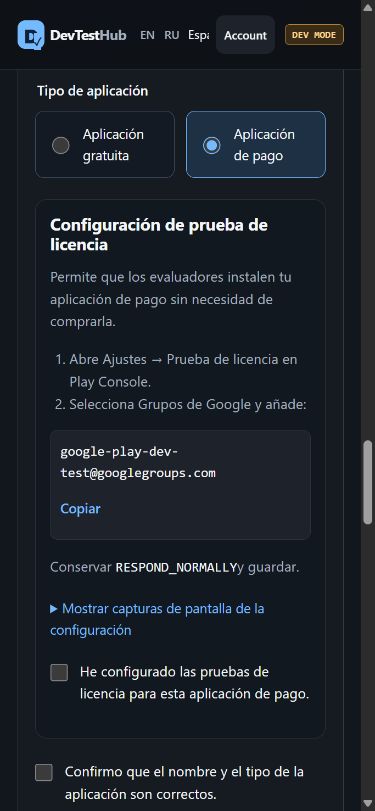 DevTestHub EN RU Espa Account DEV MODE
Tipo de aplicación
Aplicación
gratuita
Aplicación
de pago
Configuración de prueba de
licencia
Permite que los evaluadores instalen tu
aplicación de pago sin necesidad de
comprarla.
1. Abre Ajustes → Prueba de licencia en
Play Console.
2. Selecciona Grupos de Google y añade:
google-play-dev-
test@googlegroups.com
Copiar
Conservar RESPOND_NORMALLYy guardar.
Mostrar capturas de pantalla de la
configuración
He configurado las pruebas de
licencia para esta aplicación de pago.
Confirmo que el nombre y el tipo de la
aplicación son correctos.